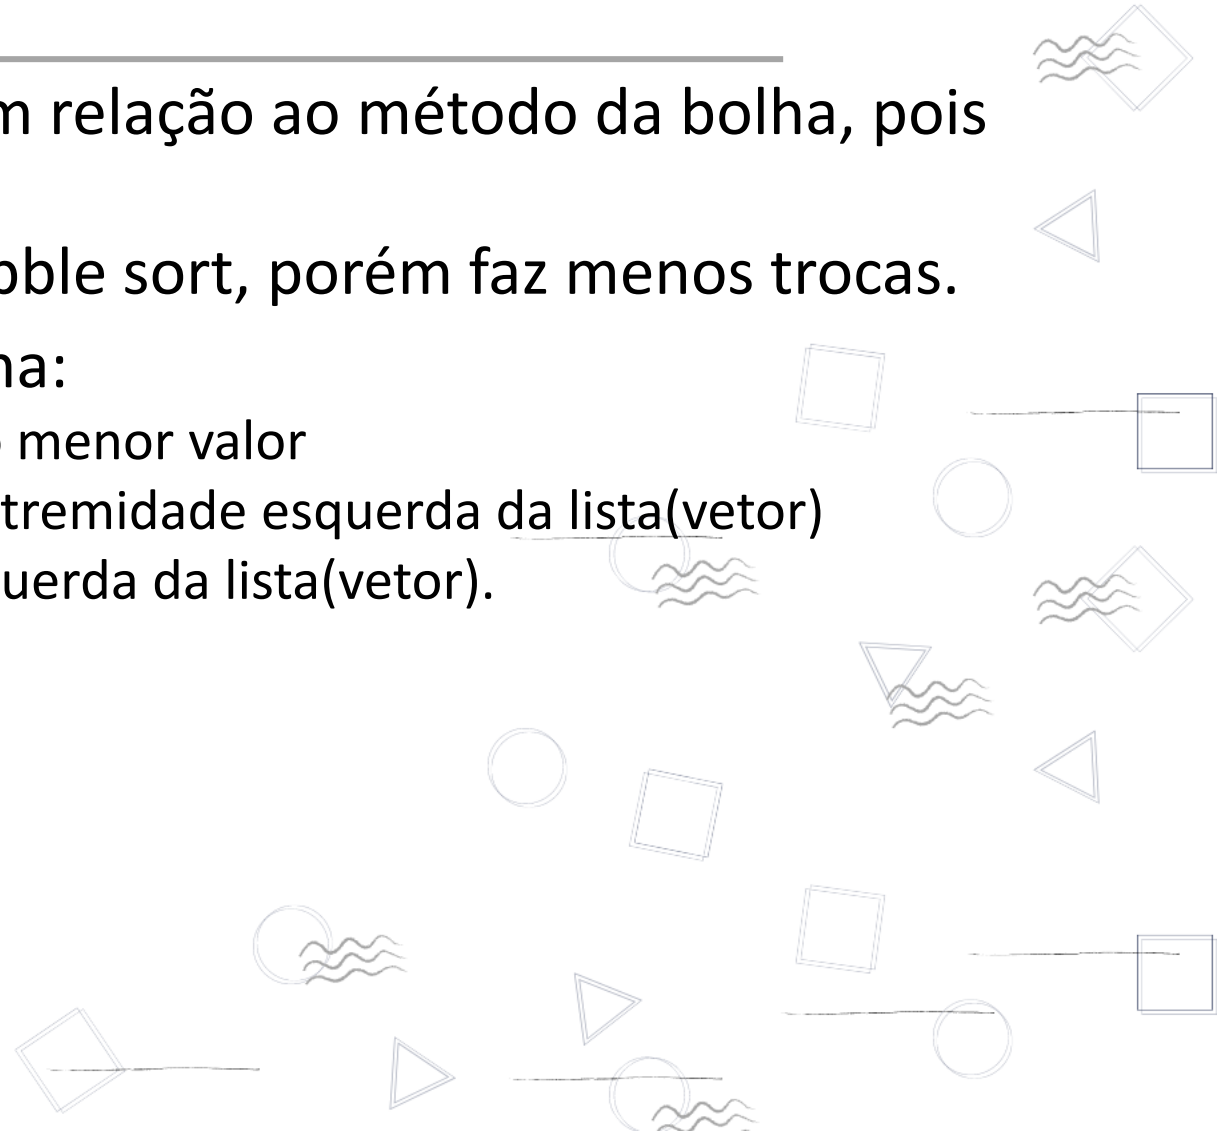 m relação ao método da bolha, pois
bble sort, porém faz menos trocas.
na:
menor valor
tremidade esquerda da lista(vetor)
uerda da lista(vetor).